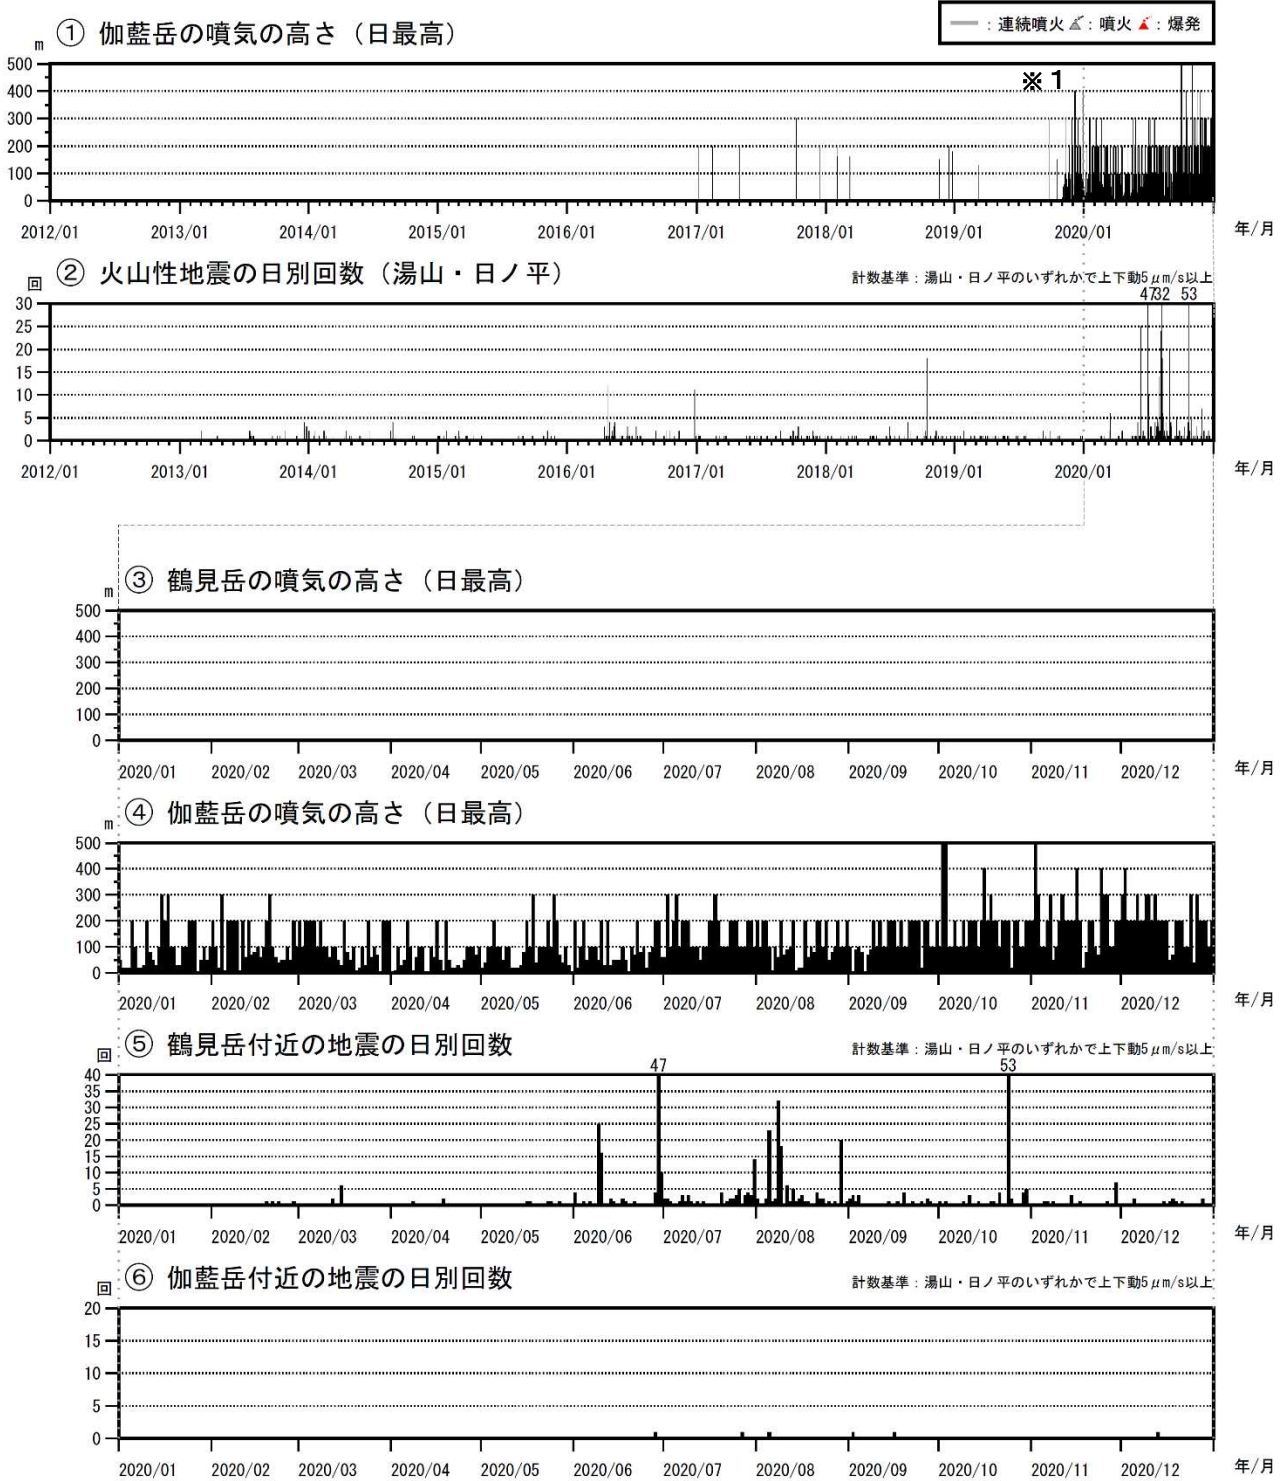 ① 伽藍岳の噴気の高さ（日最高）
：連続噴火 ：噴火 ：爆発
m
※1
500
400
300
200
100
0
2012/01 2013/01 2014/01 2015/01 2016/01 2017/01 2018/01 2019/01 2020/01 年/月
② 火山性地震の日別回数（湯山・日ノ平）
計数基準：湯山・日ノ平のいずれかで上下動5μm/s以上
回
47 32 53
30
25
20
15
10
5
0
2012/01 2013/01 2014/01 2015/01 2016/01 2017/01 2018/01 2019/01 2020/01 年/月
③ 鶴見岳の噴気の高さ（日最高）
m
500
400
300
200
100
0
2020/01 2020/02 2020/03 2020/04 2020/05 2020/06 2020/07 2020/08 2020/09 2020/10 2020/11 2020/12 年/月
④ 伽藍岳の噴気の高さ（日最高）
m
500
400
300
200
100
0
2020/01 2020/02 2020/03 2020/04 2020/05 2020/06 2020/07 2020/08 2020/09 2020/10 2020/11 2020/12 年/月
⑤ 鶴見岳付近の地震の日別回数
計数基準：湯山・日ノ平のいずれかで上下動5μm/s以上
回
47 53
40
35
30
25
20
15
10
5
0
2020/01 2020/02 2020/03 2020/04 2020/05 2020/06 2020/07 2020/08 2020/09 2020/10 2020/11 2020/12 年/月
⑥ 伽藍岳付近の地震の日別回数
計数基準：湯山・日ノ平のいずれかで上下動5μm/s以上
回
20
15
10
5
0
2020/01 2020/02 2020/03 2020/04 2020/05 2020/06 2020/07 2020/08 2020/09 2020/10 2020/11 2020/12 年/月